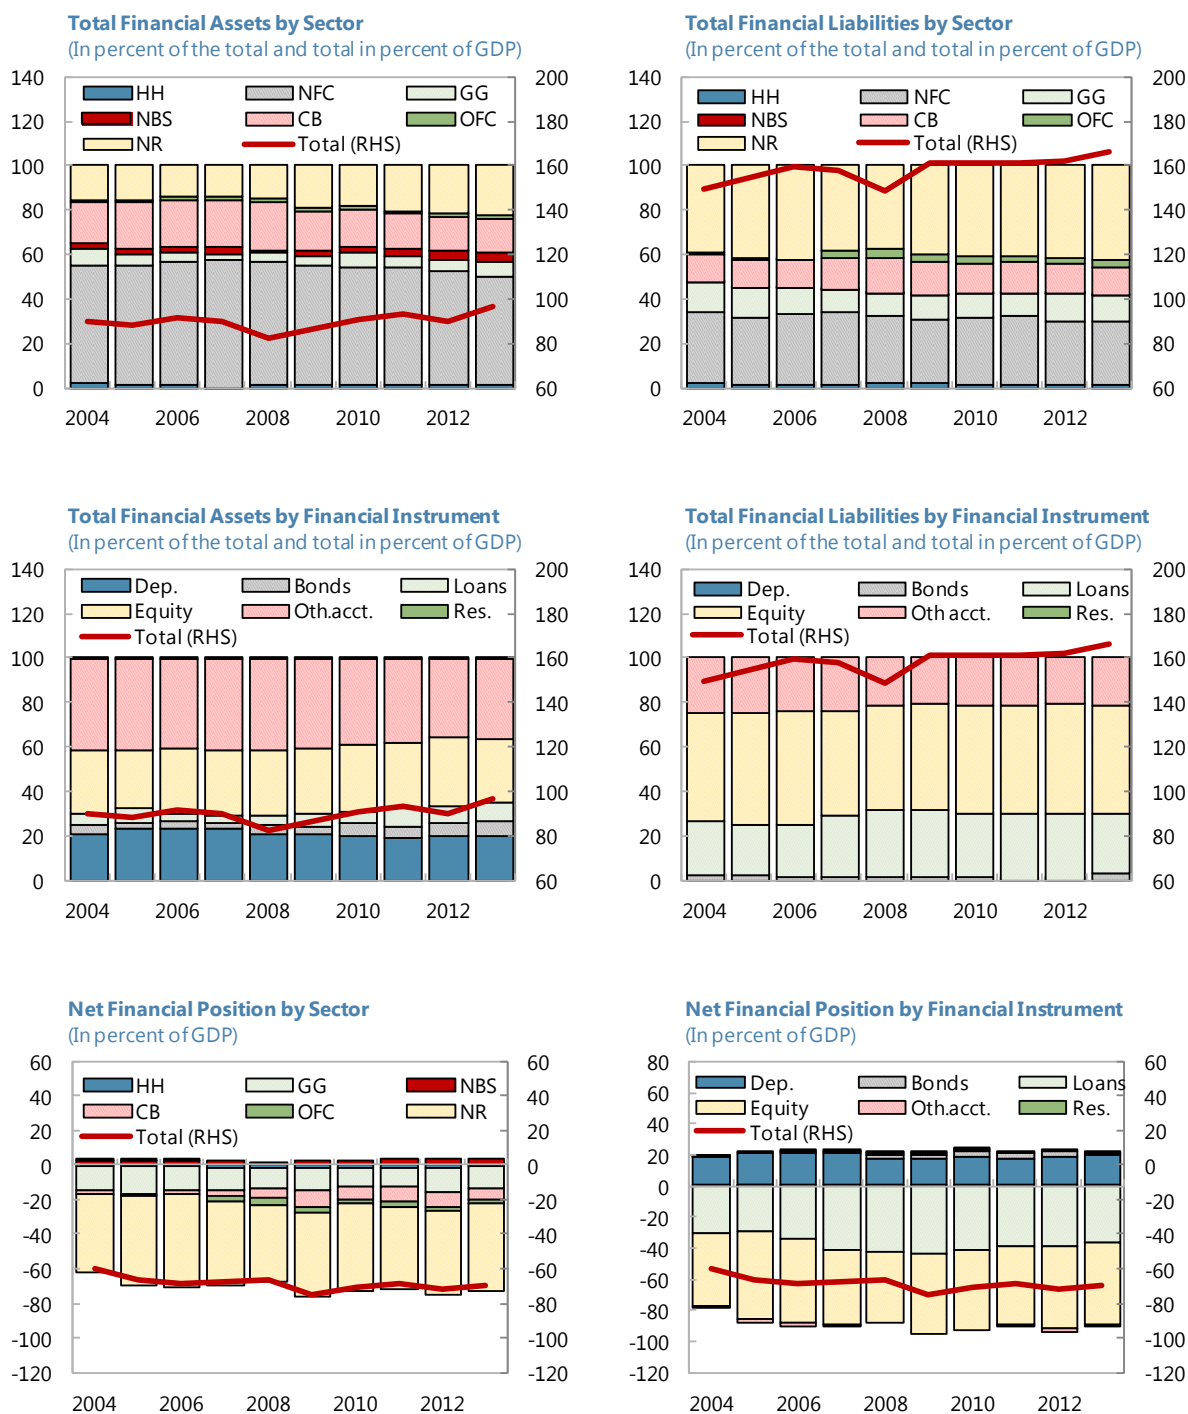 Total Financial Assets by Sector
(In percent of the total and total in percent of GDP)
140 200
HH NFC GG
120 180
NBS CB OFC
NR Total (RHS)
100 160
80 140
60 120
40 100
20 80
0 60
2004 2006 2008 2010 2012
Total Financial Liabilities by Sector
(In percent of the total and total in percent of GDP)
140 200
HH NFC GG
120 180
NBS CB OFC
NR Total (RHS)
100 160
80 140
60 120
40 100
20 80
0 60
2004 2006 2008 2010 2012
Total Financial Assets by Financial Instrument
(In percent of the total and total in percent of GDP)
140 200
Dep. Bonds Loans
120 180
Equity Oth.acct. Res.
Total (RHS)
100 160
80 140
60 120
40 100
20 80
0 60
2004 2006 2008 2010 2012
Total Financial Liabilities by Financial Instrument
(In percent of the total and total in percent of GDP)
140 200
Dep. Bonds Loans
120 180
Equity Oth acct. Res.
Total (RHS)
100 160
80 140
60 120
40 100
20 80
0 60
2004 2006 2008 2010 2012
Net Financial Position by Sector
(In percent of GDP)
60 60
HH GG NBS
40 40
CB OFC NR
20 20
Total (RHS)
0 0
-20 -20
-40 -40
-60 -60
-80 -80
-100 -100
-120 -120
2004 2006 2008 2010 2012
Net Financial Position by Financial Instrument
(In percent of GDP)
80 60
Dep. Bonds Loans
60 40
Equity Oth.acct. Res.
40 20
Total (RHS)
20 0
0 -20
-20 -40
-40 -60
-60 -80
-80 -100
-100 -120
-120
2004 2006 2008 2010 2012